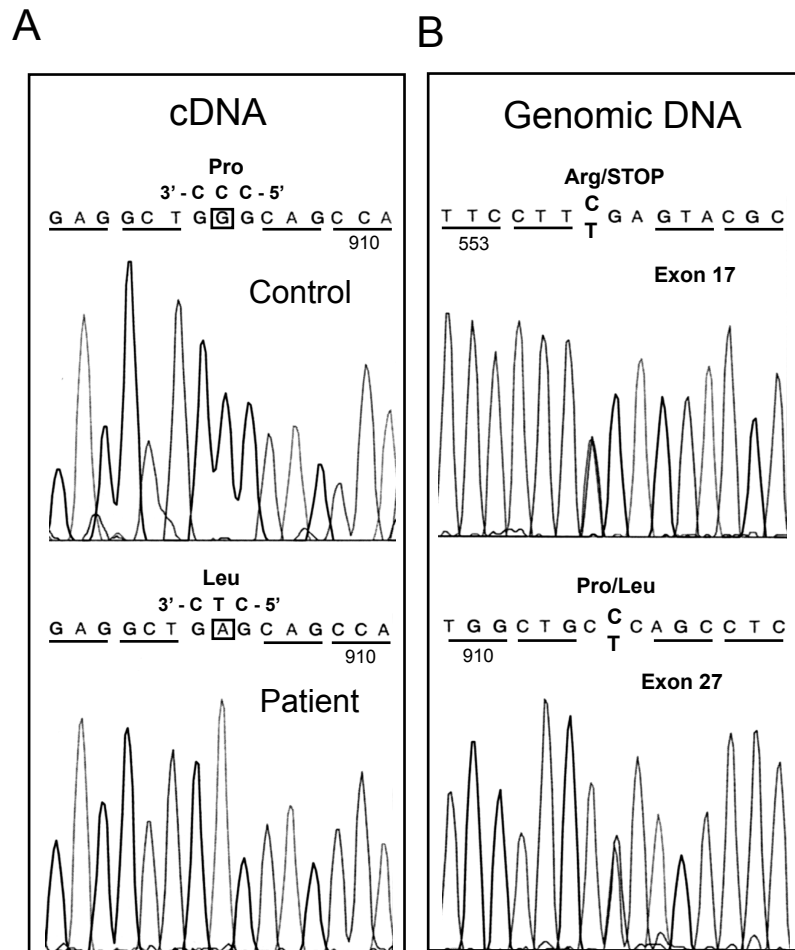 A
cDNA
Pro
3' - C C C - 5'
G A G G C T G G G C A G C C A
910
Control
Leu
3' - C T C - 5'
G A G G C T G A G C A G C C A
910
Patient
B
Genomic DNA
Arg/STOP
C
T T C C T T G A G T A C G C
T
553
Exon 17
Pro/Leu
C
T G G C T G C C A G C C T C
T
910
Exon 27